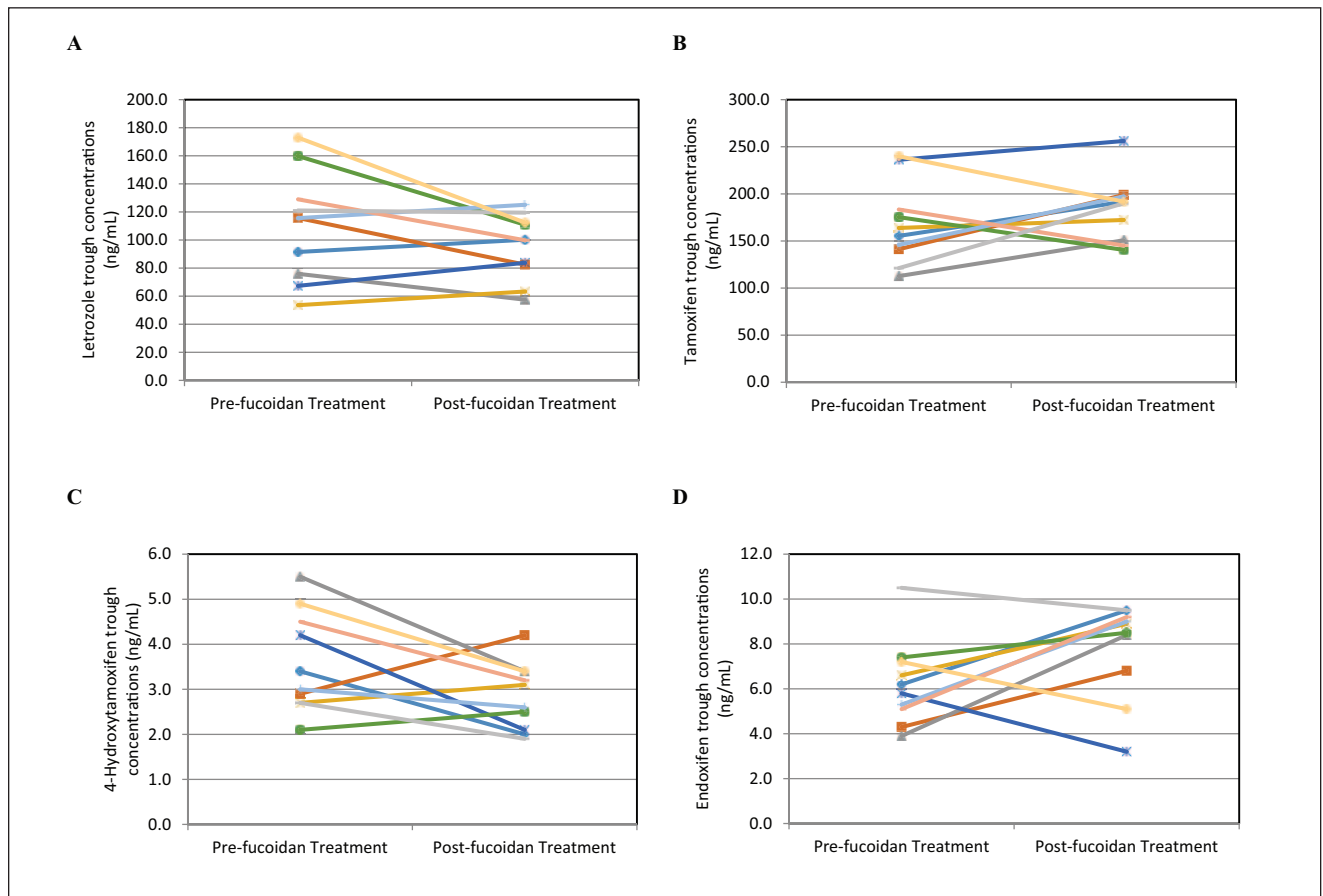 A
Letrozole trough concentrations
(ng/mL)
200.0
180.0
160.0
140.0
120.0
100.0
80.0
60.0
40.0
20.0
0.0
Pre-fucoidan Treatment
Post-fucoidan Treatment
B
Tamoxifen trough concentrations
(ng/mL)
300.0
250.0
200.0
150.0
100.0
50.0
0.0
Pre-fucoidan Treatment
Post-fucoidan Treatment
C
4-Hydroxytamoxifen trough
concentrations (ng/mL)
6.0
5.0
4.0
3.0
2.0
1.0
0.0
Pre-fucoidan Treatment
Post-fucoidan Treatment
D
Endoxifen trough concentrations
(ng/mL)
12.0
10.0
8.0
6.0
4.0
2.0
0.0
Pre-fucoidan Treatment
Post-fucoidan Treatment